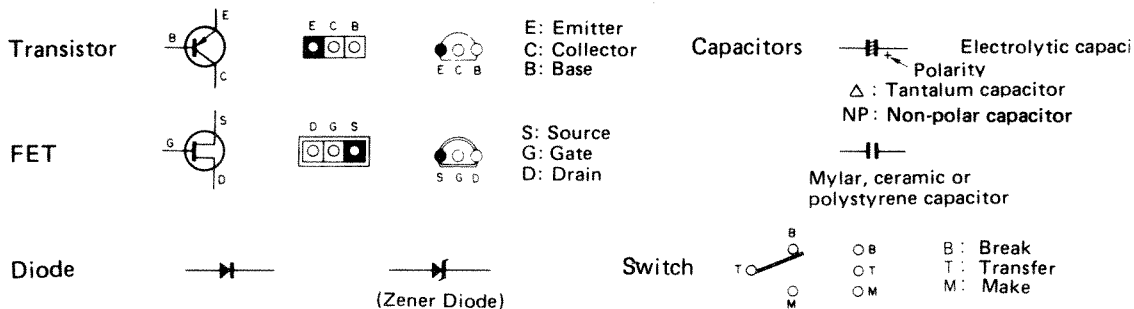 Transistor
E
B
C
E C B
E C B
E: Emitter
C: Collector
B: Base
FET
S
G
D
D G S
S G D
S: Source
G: Gate
D: Drain
Diode
(Zener Diode)
Capacitors
Electrolytic capaci
+
Polarity
△: Tantalum capacitor
NP: Non-polar capacitor
Mylar, ceramic or
polystyrene capacitor
Switch
B
T
M
B
T
M
B: Break
T: Transfer
M: Make